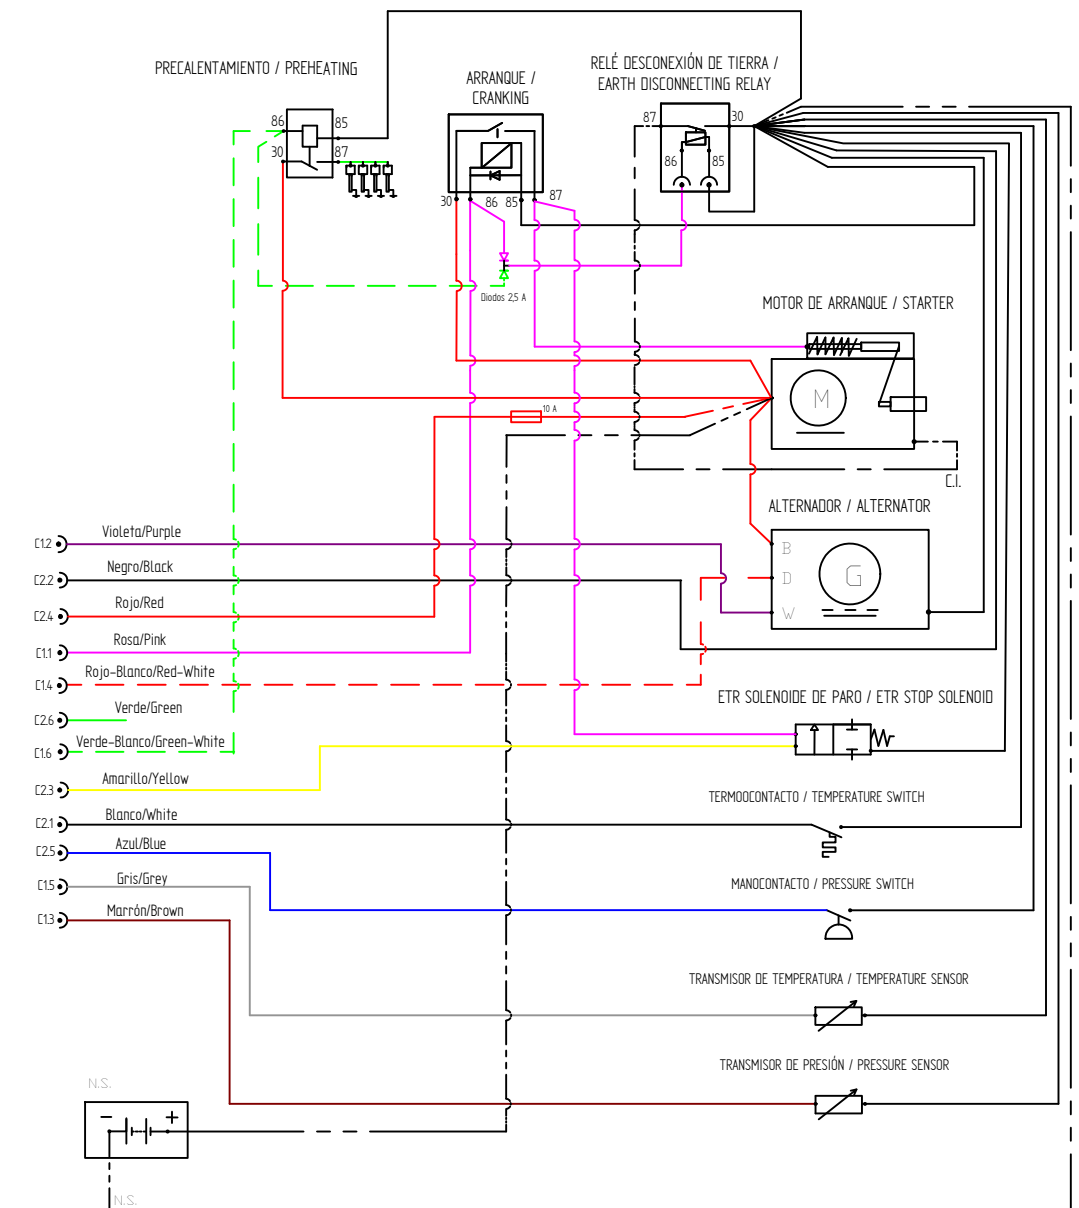 PRECALENTAMIENTO / PREHEATING
ARRANQUE /
CRANKING
RELÉ DESCONEXIÓN DE TIERRA /
EARTH DISCONNECTING RELAY
86
85
30
87
30
86
85
87
87
30
86
85
Diodos 2,5 A
MOTOR DE ARRANQUE / STARTER
M
10 A
C.I.
ALTERNADOR / ALTERNATOR
B
D
W
G
C1.2
Violeta/Purple
C2.2
Negro/Black
C2.4
Rojo/Red
C1.1
Rosa/Pink
C1.4
Rojo-Blanco/Red-White
C2.6
Verde/Green
C1.6
Verde-Blanco/Green-White
C2.3
Amarillo/Yellow
C2.1
Blanco/White
C2.5
Azul/Blue
C1.5
Gris/Grey
C1.3
Marrón/Brown
ETR SOLENOIDE DE PARO / ETR STOP SOLENOID
TERMOOCONTACTO / TEMPERATURE SWITCH
MANOCONTACTO / PRESSURE SWITCH
TRANSMISOR DE TEMPERATURA / TEMPERATURE SENSOR
TRANSMISOR DE PRESIÓN / PRESSURE SENSOR
N.S.
- +
N.S.